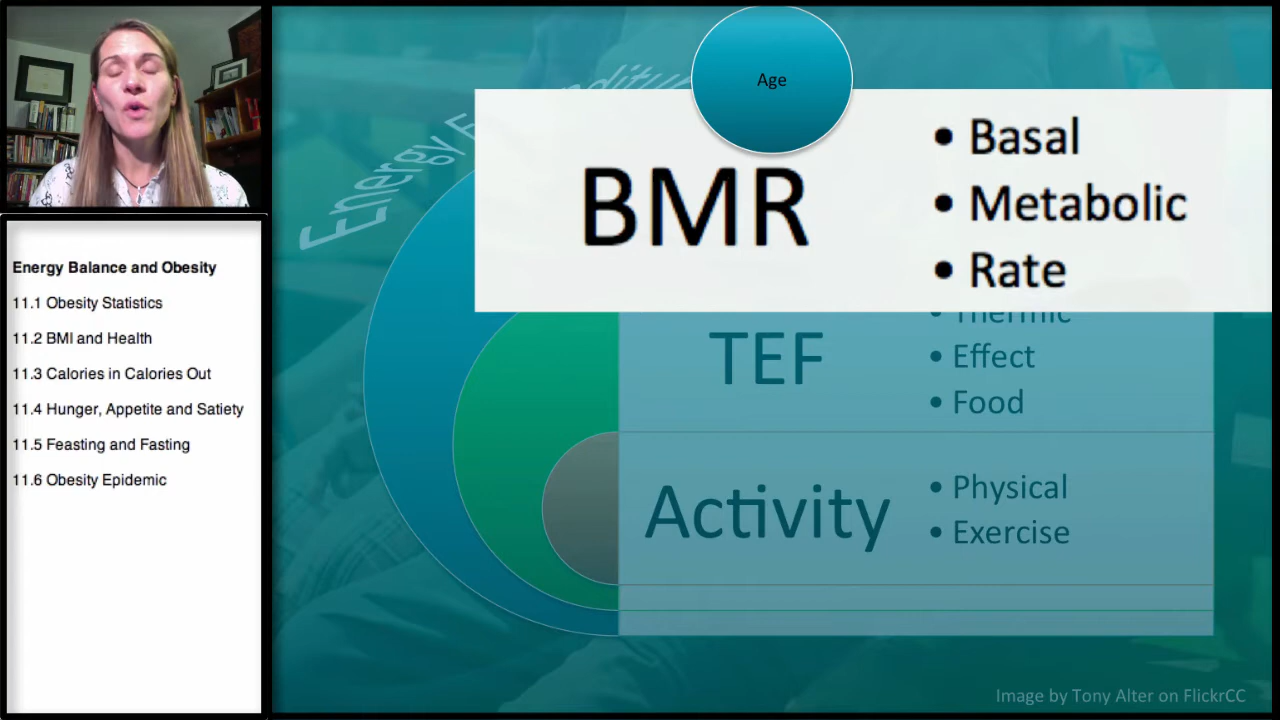 Energy Balance and Obesity
11.1 Obesity Statistics
11.2 BMI and Health
11.3 Calories in Calories Out
11.4 Hunger, Appetite and Satiety
11.5 Feasting and Fasting
11.6 Obesity Epidemic
Energy
Age
BMR
• Basal
• Metabolic
• Rate
TEF
• Thermic
• Effect
• Food
Activity
• Physical
• Exercise
Image by Tony Alter on FlickrCC